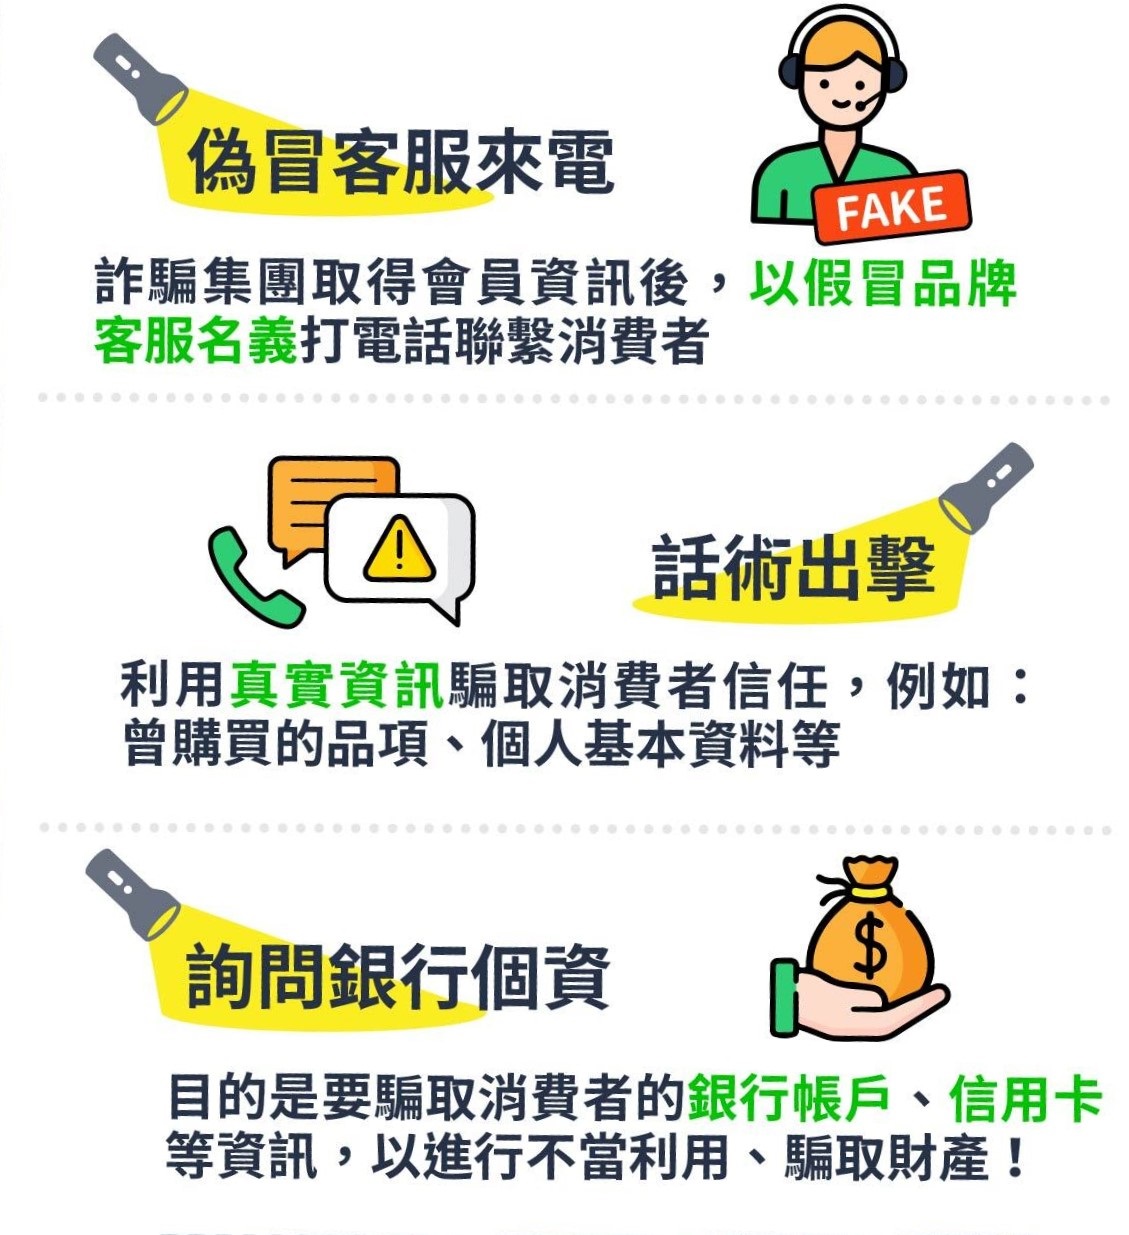 偽冒客服來電
FAKE
詐騙集團取得會員資訊後，以假冒品牌
客服名義打電話聯繫消費者
話術出擊
利用真實資訊騙取消費者信任，例如：
曾購買的品項、個人基本資料等
詢問銀行個資
$
目的是要騙取消費者的銀行帳戶、信用卡
等資訊，以進行不當利用、騙取財產！